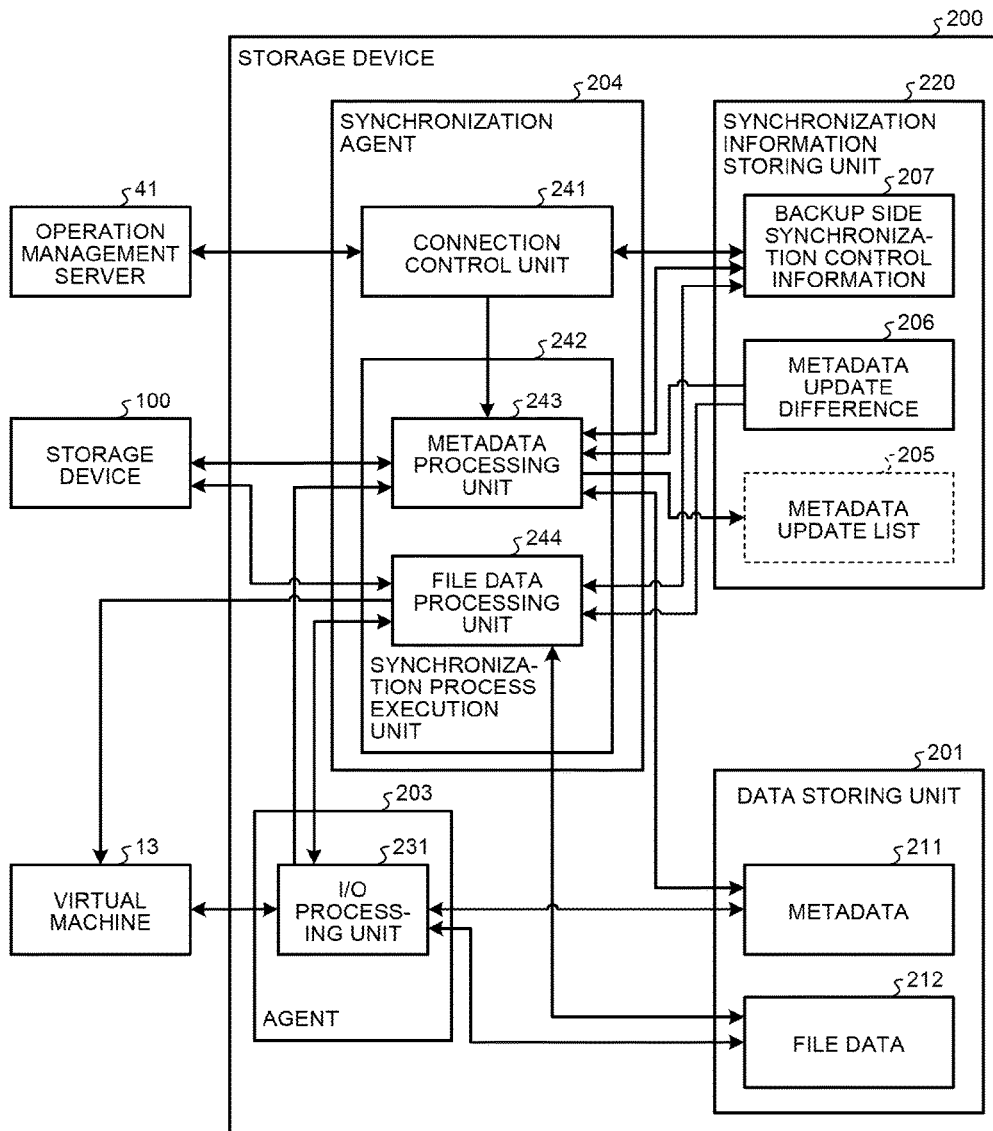 200
STORAGE DEVICE
204
SYNCHRONIZATION
AGENT
220
SYNCHRONIZATION
INFORMATION
STORING UNIT
41
OPERATION
MANAGEMENT
SERVER
241
CONNECTION
CONTROL UNIT
207
BACKUP SIDE
SYNCHRONIZA-
TION CONTROL
INFORMATION
242
206
METADATA
UPDATE
DIFFERENCE
100
STORAGE
DEVICE
243
METADATA
PROCESSING
UNIT
205
METADATA
UPDATE LIST
244
FILE DATA
PROCESSING
UNIT
SYNCHRONIZA-
TION PROCESS
EXECUTION
UNIT
201
DATA STORING UNIT
203
13
VIRTUAL
MACHINE
231
I/O
PROCESS-
ING UNIT
AGENT
211
METADATA
212
FILE DATA